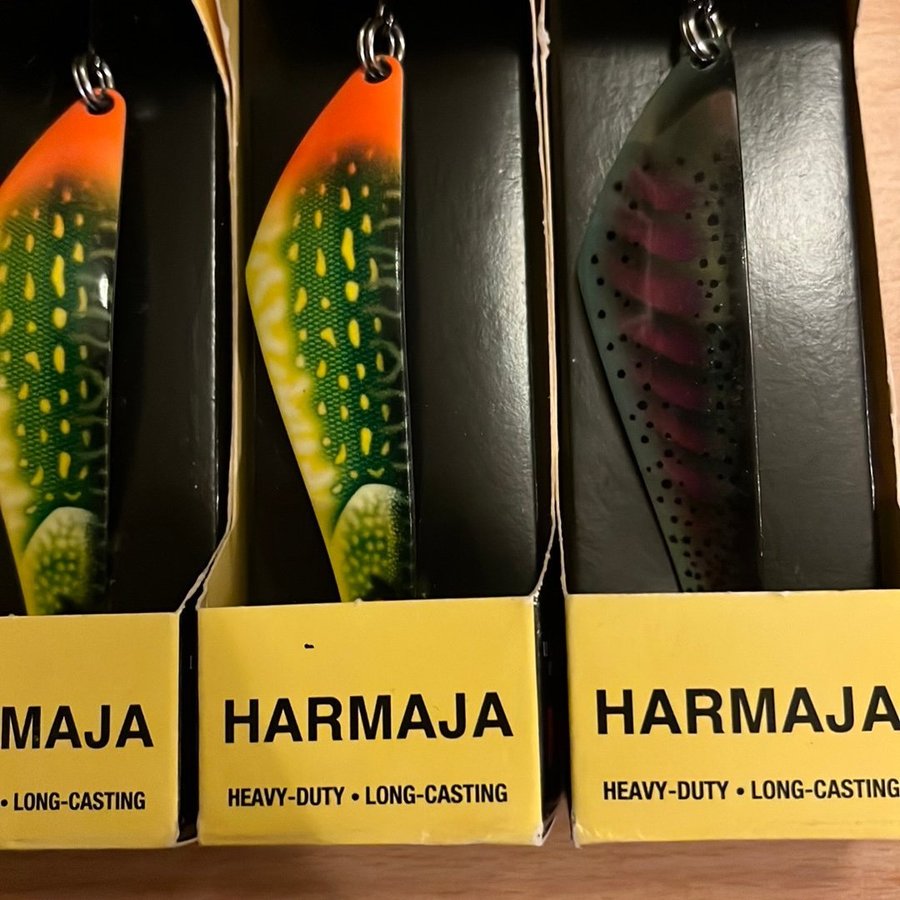 MAJA
• LONG-CASTING
HARMAJA
HEAVY-DUTY • LONG-CASTING
HARMAJA
HEAVY-DUTY • LONG-CASTING